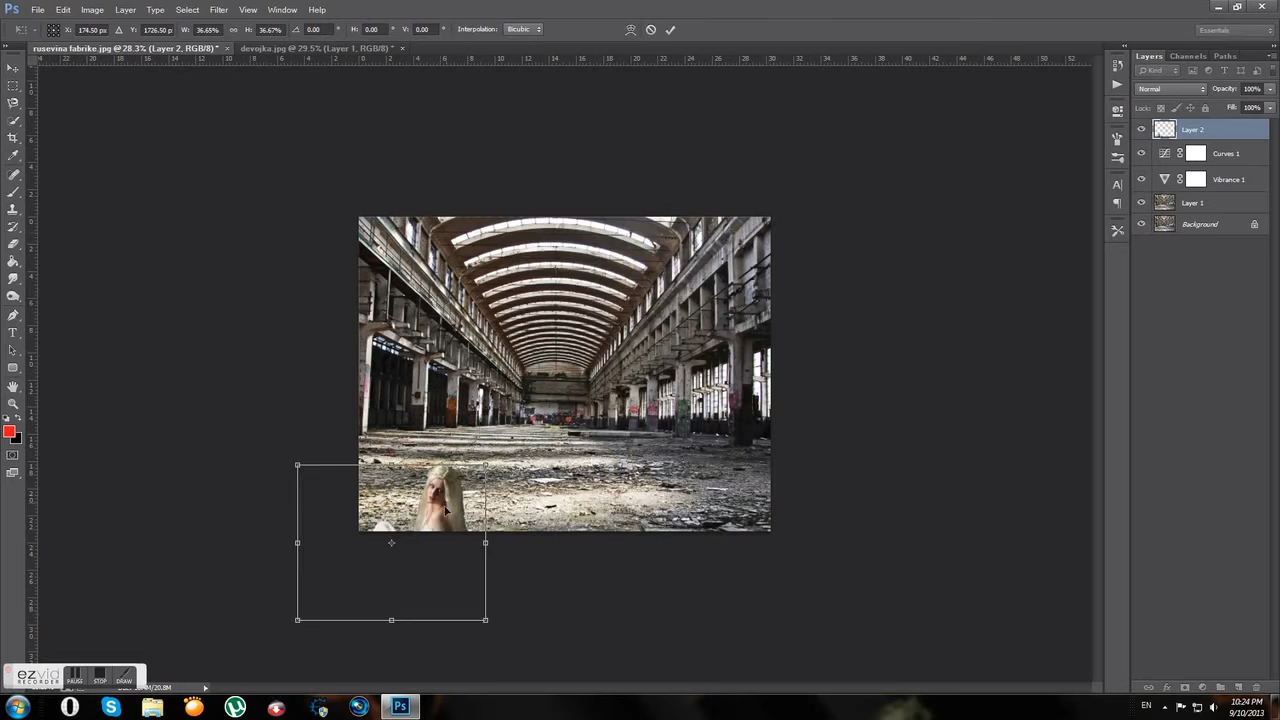 Ps File Edit Image Layer Type Select Filter View Window Help
X: 174.50 px Y: 1726.50 p W: 36.65% H: 36.67% 0.00 ° H: 0.00 ° V: 0.00 ° Interpolation: Bicubic Essentials
rusevina fabrike.jpg @ 28.3% (Layer 2, RGB/8) * × devojka.jpg @ 29.5% (Layer 1, RGB/8) * ×
Layers Channels Paths
Kind
Normal Opacity: 100%
Lock: Fill: 100%
Layer 2
Curves 1
Vibrance 1
Layer 1
Background
ezvid
RECORDER
PAUSE STOP DRAW
EN 10:24 PM
9/10/2013